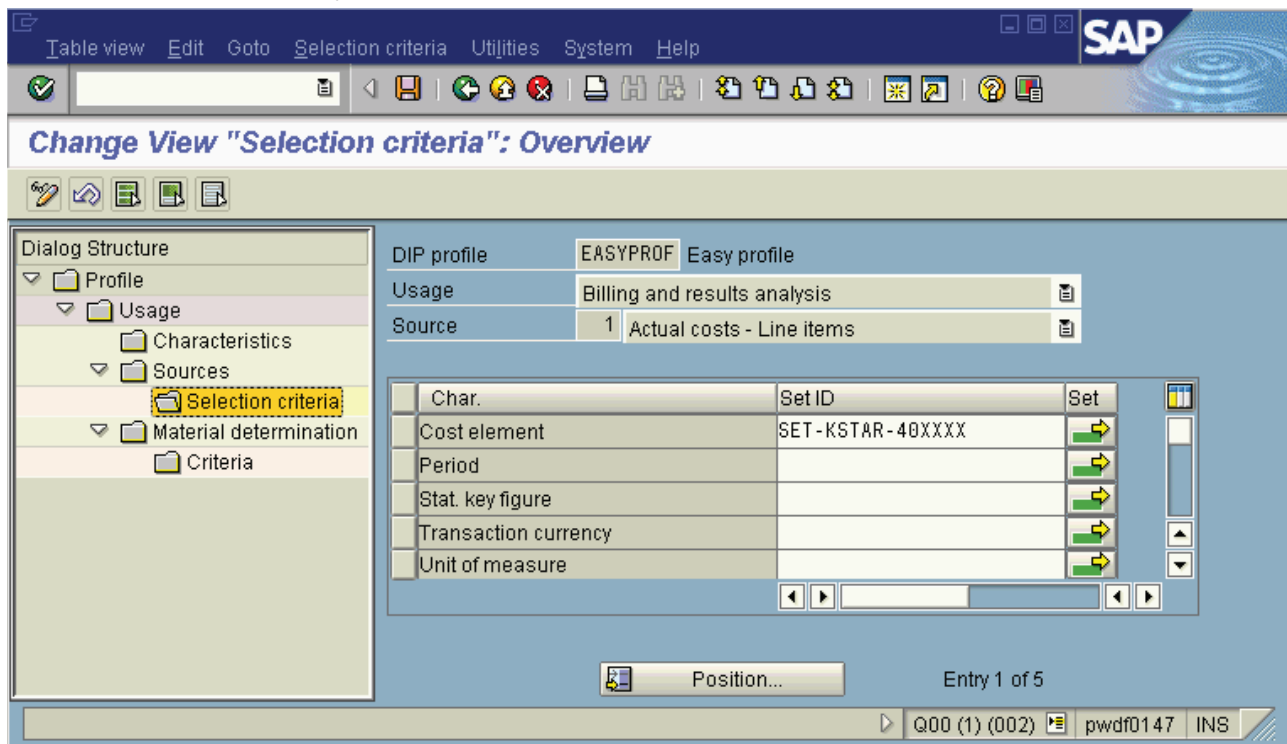 Table view Edit Goto Selection criteria Utilities System Help
SAP
Change View "Selection criteria": Overview
Dialog Structure
Profile
Usage
Characteristics
Sources
Selection criteria
Material determination
Criteria
DIP profile EASYPROF Easy profile
Usage Billing and results analysis
Source 1 Actual costs - Line items
Char. Set ID Set
Cost element SET-KSTAR-40XXXX
Period
Stat. key figure
Transaction currency
Unit of measure
Position... Entry 1 of 5
Q00 (1) (002) pwdf0147 INS